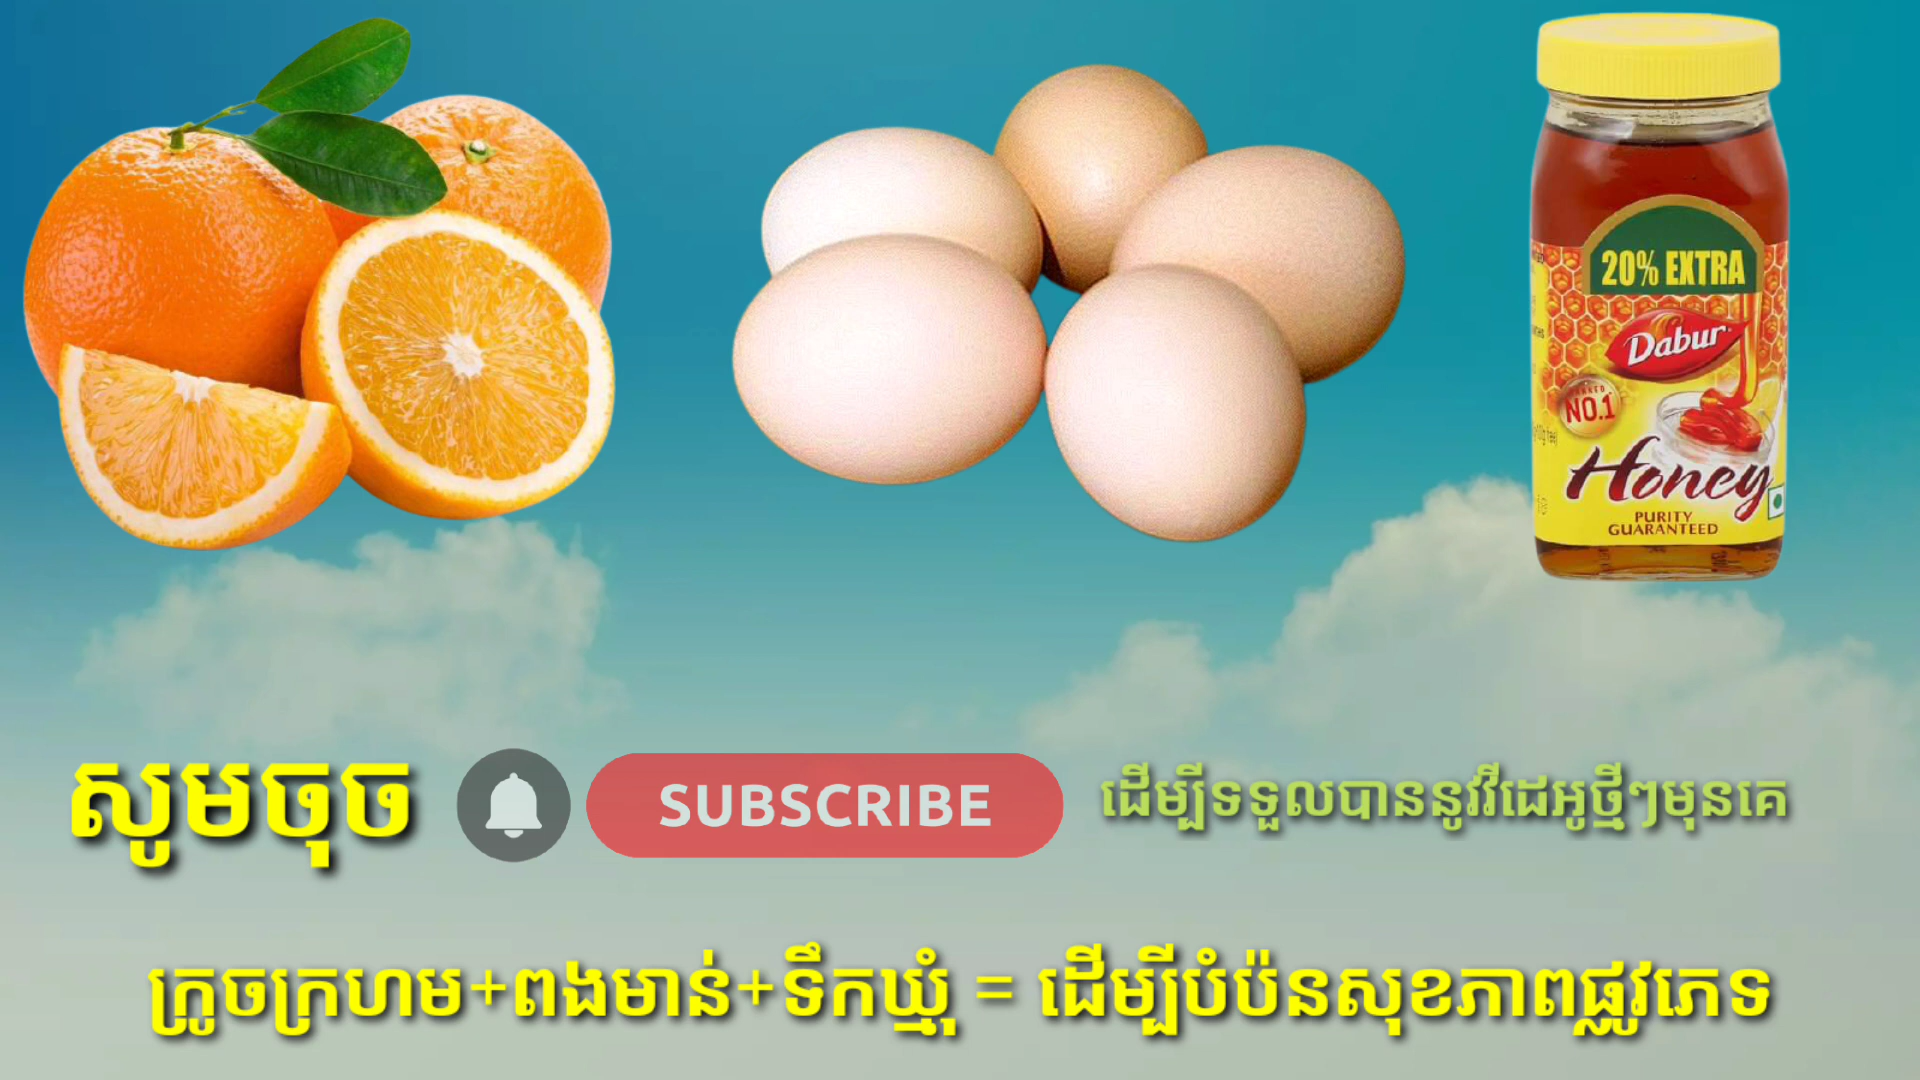 20% EXTRA
Dabur
NO.1
Honey
PURITY
GUARANTEED
សូមចុច SUBSCRIBE ដើម្បីទទួលបាននូវវីដេអូថ្មីៗមុនគេ
ក្រូចក្រហម+ពងមាន់+ទឹកឃ្មុំ = ដើម្បីបំប៉នសុខភាពផ្លូវភេទ